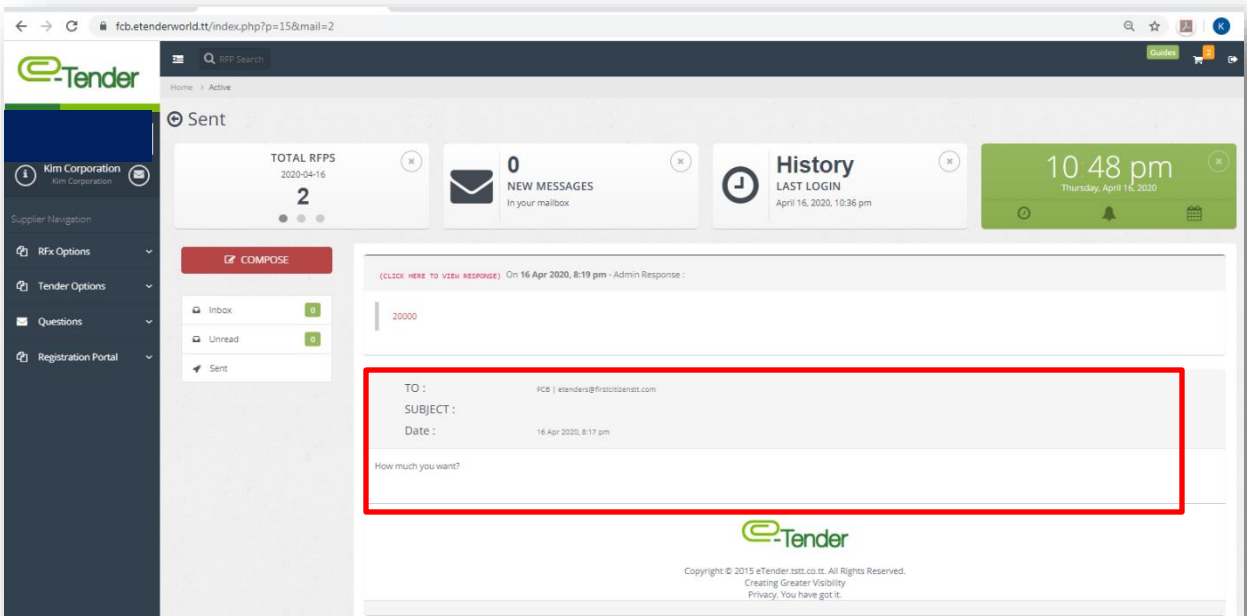 fcb.etenderworld.tt/index.php?p=15&mail=2
K
e-Tender
RFP Search
Guides
2
Home > Active
Sent
Kim Corporation
Kim Corporation
TOTAL RFPS
2020-04-16
2
0
NEW MESSAGES
In your mailbox
History
LAST LOGIN
April 16, 2020, 10:36 pm
10:48 pm
Thursday, April 16, 2020
Supplier Navigation
RFx Options
Tender Options
Questions
Registration Portal
COMPOSE
Inbox 0
Unread 0
Sent
(CLICK HERE TO VIEW RESPONSE) On 16 Apr 2020, 8:19 pm - Admin Response :
20000
TO : FCB | etenders@firstcitizenstt.com
SUBJECT :
Date : 16 Apr 2020, 8:17 pm
How much you want?
e-Tender
Copyright © 2015 eTender.tstt.co.tt. All Rights Reserved.
Creating Greater Visibility
Privacy. You have got it.